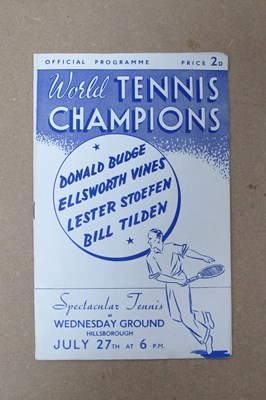 OFFICIAL PROGRAMME PRICE 2D
World TENNIS
CHAMPIONS
DONALD BUDGE
ELLSWORTH VINES
LESTER STOEFEN
BILL TILDEN
Spectacular Tennis
at
WEDNESDAY GROUND
HILLSBOROUGH
JULY 27TH AT 6 P.M.